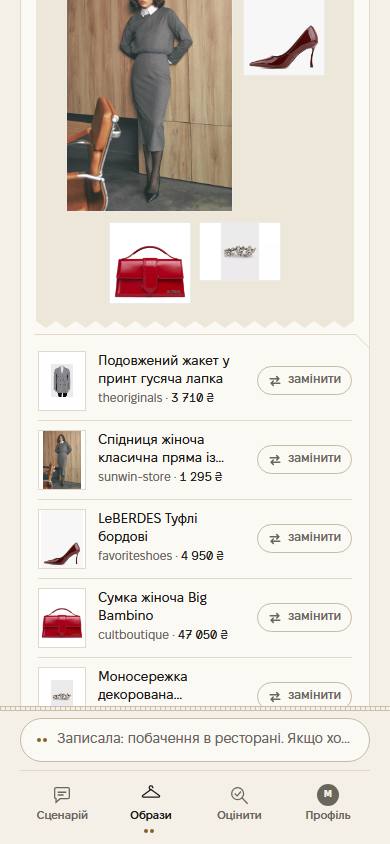 Подовжений жакет у
принт гусяча лапка
theoriginals · 3 710 ₴
замінити
Спідниця жіноча
класична пряма із...
sunwin-store · 1 295 ₴
замінити
LeBERDES Туфлі
бордові
favoriteshoes · 4 950 ₴
замінити
Сумка жіноча Big
Bambino
cultboutique · 47 050 ₴
замінити
Моносережка
декорована...
замінити
Записала: побачення в ресторані. Якщо хо...
Сценарій
Образи
Оцінити
М
Профіль